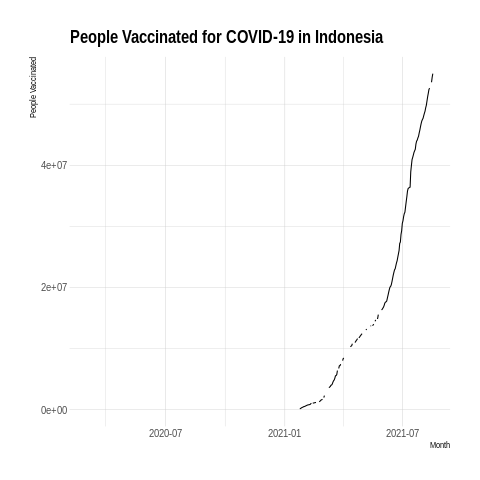 People Vaccinated for COVID-19 in Indonesia
People Vaccinated
4e+07
2e+07
0e+00
2020-07
2021-01
2021-07
Month